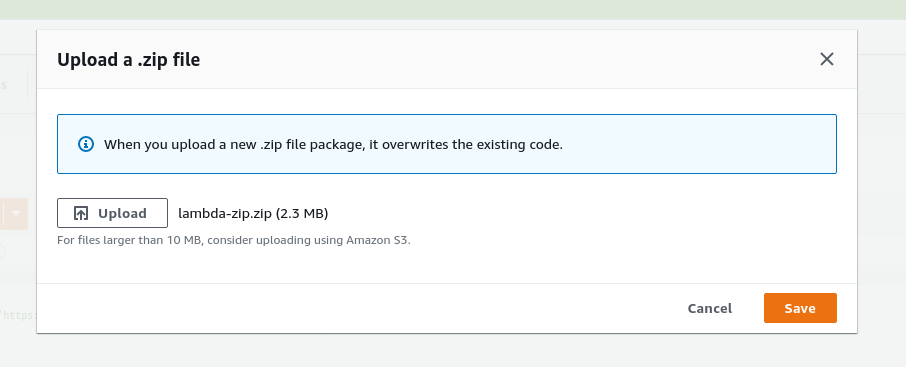 Upload a .zip file
When you upload a new .zip file package, it overwrites the existing code.
Upload lambda-zip.zip (2.3 MB)
For files larger than 10 MB, consider uploading using Amazon S3.
Cancel Save